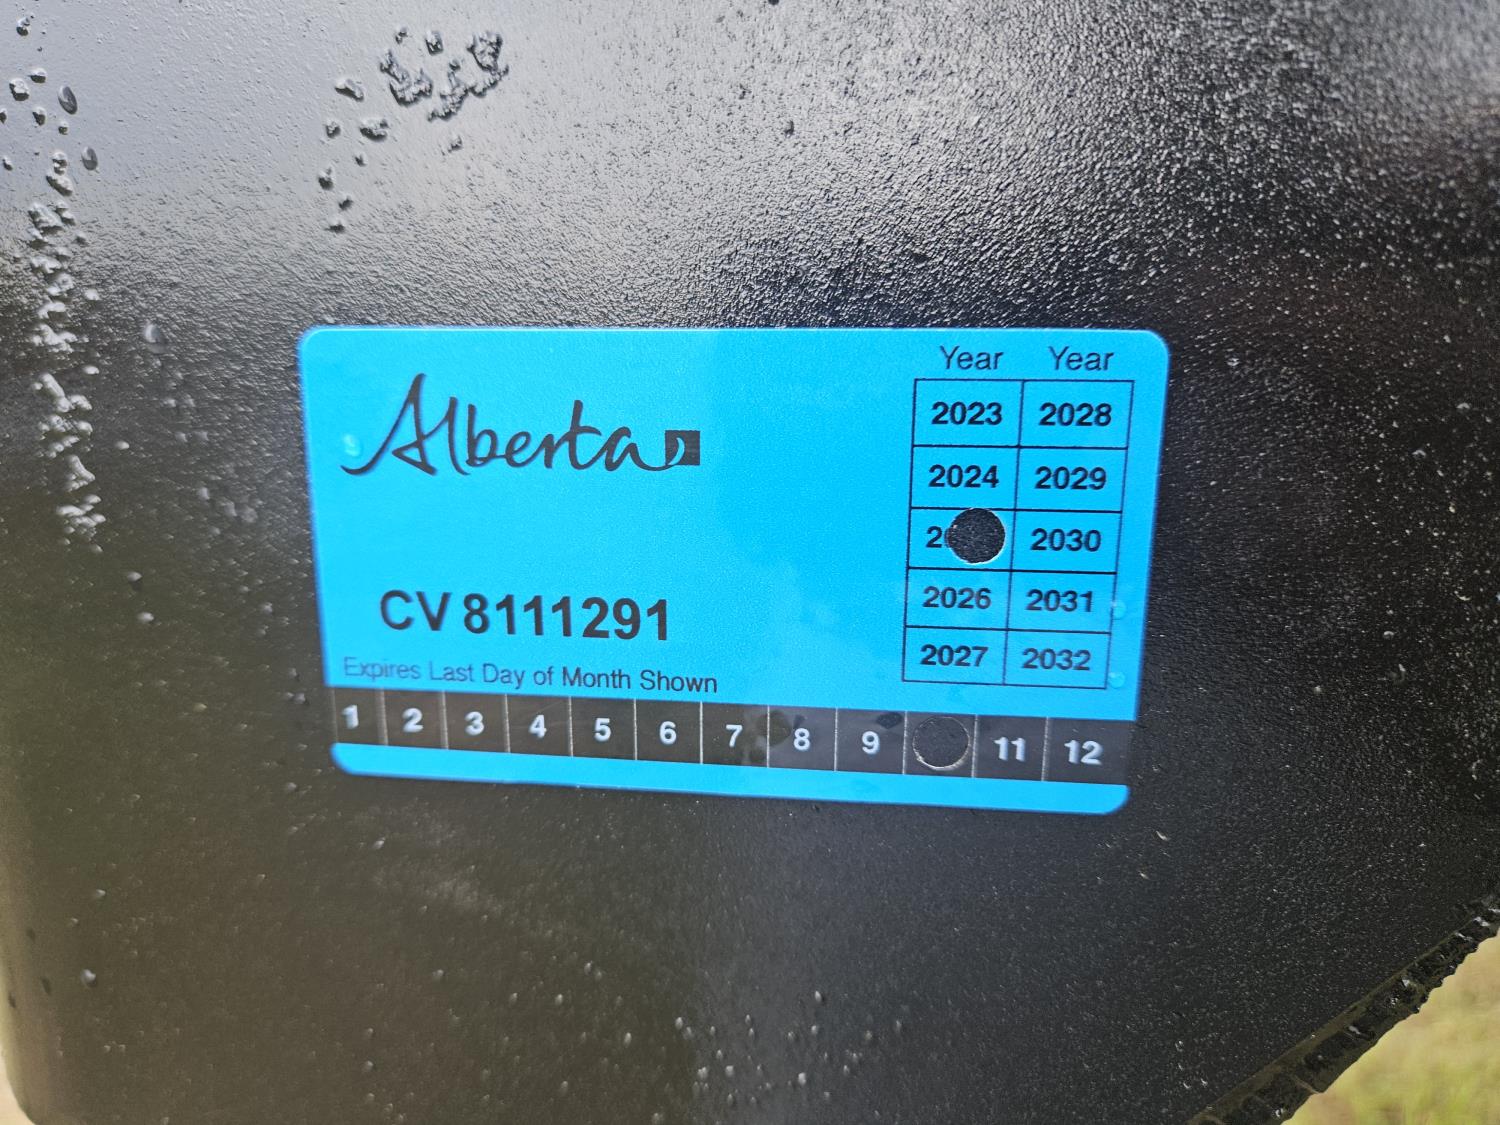 Alberta
CV 8111291
Expires Last Day of Month Shown
Year Year
2023 2028
2024 2029
2 2030
2026 2031
2027 2032
1 2 3 4 5 6 7 8 9 11 12